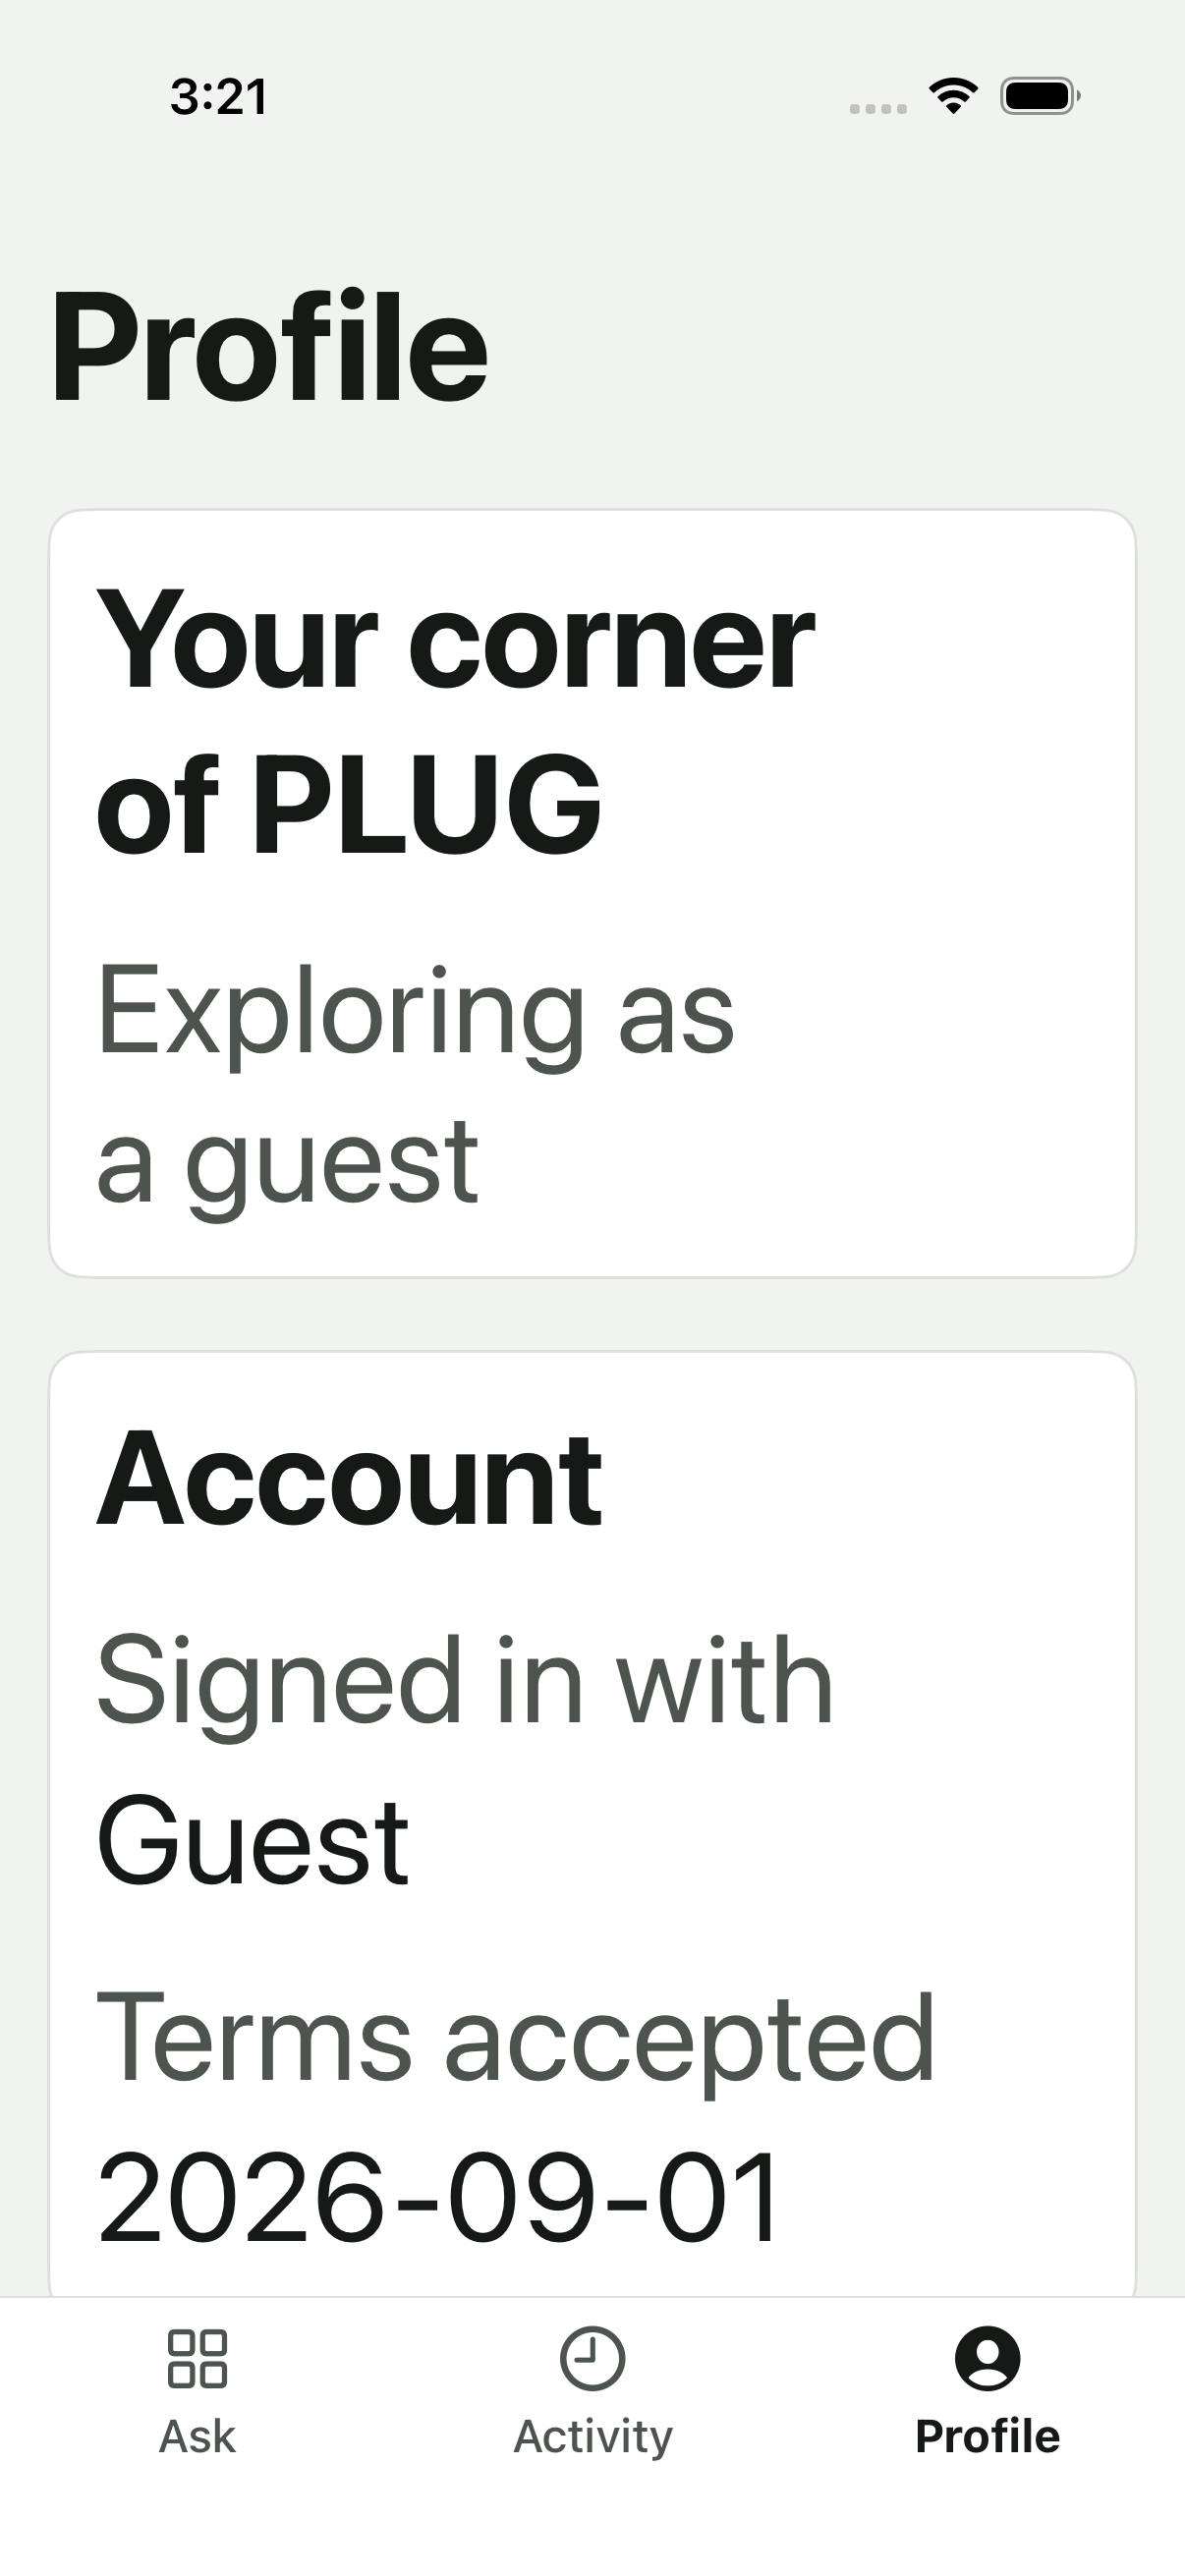 3:21
Profile
Your corner
of PLUG
Exploring as
a guest
Account
Signed in with
Guest
Terms accepted
2026-09-01
Ask
Activity
Profile